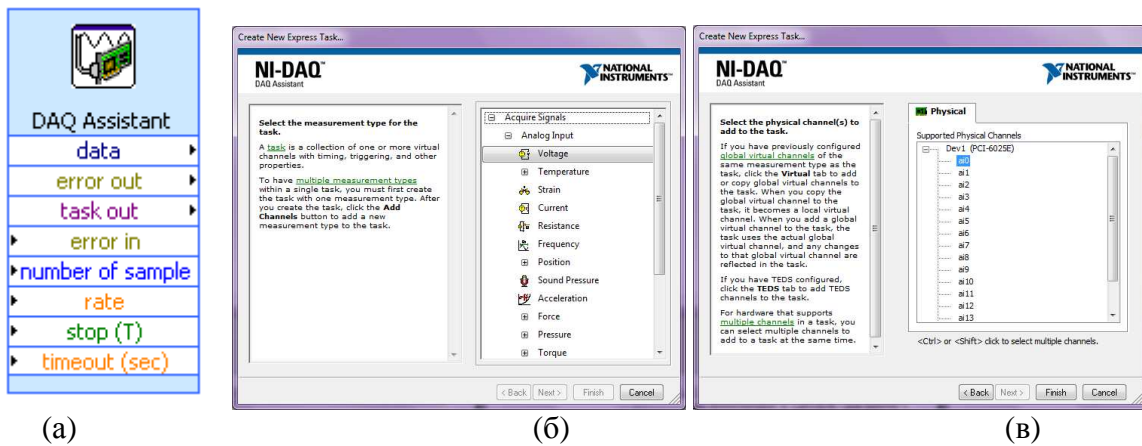 DAQ Assistant
data
error out
task out
error in
number of sample
rate
stop (T)
timeout (sec)
(а)
Create New Express Task...
NI-DAQ™
DAQ Assistant
NATIONAL
INSTRUMENTS™
Select the measurement type for the
task.
A task is a collection of one or more virtual
channels with timing, triggering, and other
properties.
To have multiple measurement types
within a single task, you must first create
the task with one measurement type. After
you create the task, click the Add
Channels button to add a new
measurement type to the task.
Acquire Signals
Analog Input
Voltage
Temperature
Strain
Current
Resistance
Frequency
Position
Sound Pressure
Acceleration
Force
Pressure
Torque
< Back Next > Finish Cancel
(б)
Create New Express Task...
NI-DAQ™
DAQ Assistant
NATIONAL
INSTRUMENTS™
Select the physical channel(s) to
add to the task.
If you have previously configured
global virtual channels of the
same measurement type as the
task, click the Virtual tab to add
or copy global virtual channels to
the task. When you copy the
global virtual channel to the
task, it becomes a local virtual
channel. When you add a global
virtual channel to the task, the
task uses the actual global
virtual channel, and any changes
to that global virtual channel are
reflected in the task.
If you have TEDS configured,
click the TEDS tab to add TEDS
channels to the task.
For hardware that supports
multiple channels in a task, you
can select multiple channels to
add to a task at the same time.
Physical
Supported Physical Channels
Dev1 (PCI-6025E)
ai0
ai1
ai2
ai3
ai4
ai5
ai6
ai7
ai8
ai9
ai10
ai11
ai12
ai13
<Ctrl> or <Shift> click to select multiple channels.
< Back Next > Finish Cancel
(в)